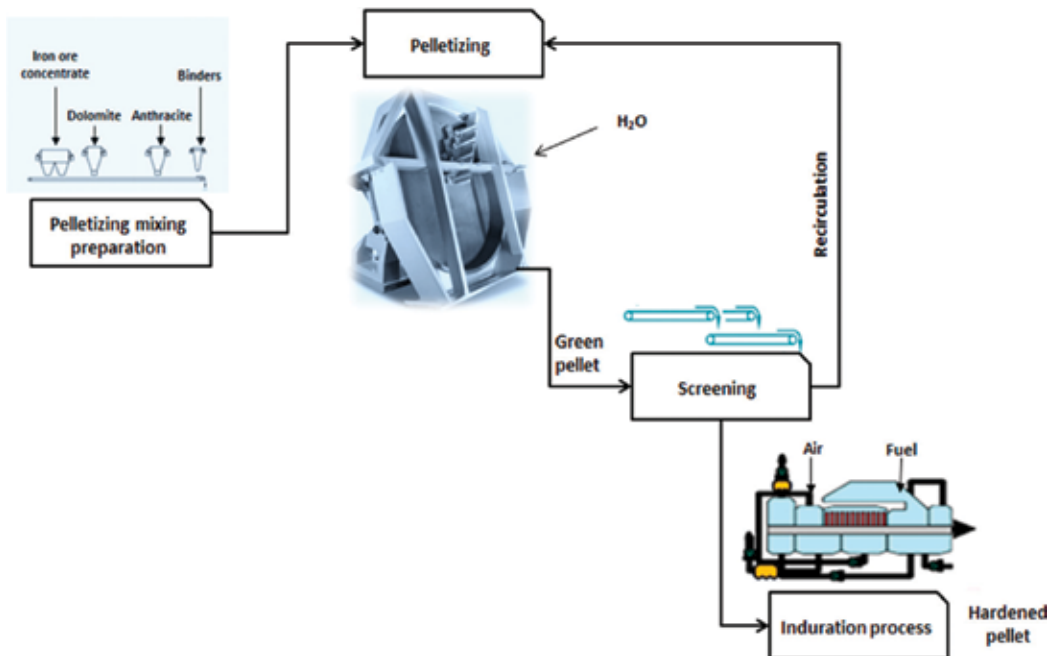 Pelletizing
Iron ore
concentrate
Binders
Dolomite
Anthracite
H₂O
Pelletizing mixing
preparation
Recirculation
Green
pellet
Screening
Air
Fuel
Induration process
Hardened
pellet